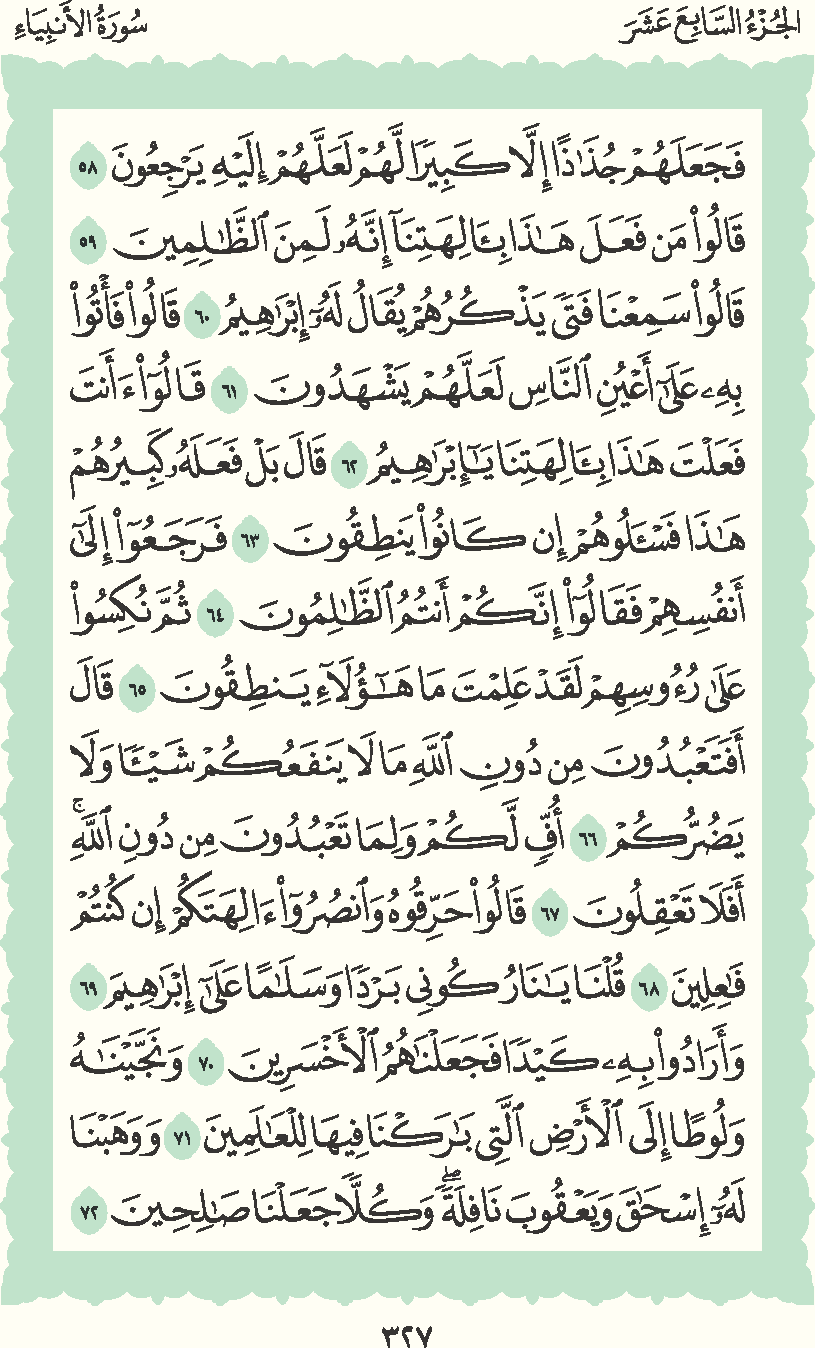 الجُزْءُ السَّابِعَ عَشَرَ
سُورَةُ الأَنبِيَاءِ
فَجَعَلَهُمْ جُذَٰذًا إِلَّا كَبِيرًا لَّهُمْ لَعَلَّهُمْ إِلَيْهِ يَرْجِعُونَ ٥٨
قَالُوا۟ مَن فَعَلَ هَـٰذَا بِـَٔالِهَتِنَآ إِنَّهُۥ لَمِنَ ٱلظَّـٰلِمِينَ ٥٩
قَالُوا۟ سَمِعْنَا فَتًى يَذْكُرُهُمْ يُقَالُ لَهُۥٓ إِبْرَٰهِيمُ ٦٠ قَالُوا۟ فَأْتُوا۟
بِهِۦ عَلَىٰٓ أَعْيُنِ ٱلنَّاسِ لَعَلَّهُمْ يَشْهَدُونَ ٦١ قَالُوٓا۟ ءَأَنتَ
فَعَلْتَ هَـٰذَا بِـَٔالِهَتِنَا يَـٰٓإِبْرَٰهِيمُ ٦٢ قَالَ بَلْ فَعَلَهُۥ كَبِيرُهُمْ
هَـٰذَا فَسْـَٔلُوهُمْ إِن كَانُوا۟ يَنطِقُونَ ٦٣ فَرَجَعُوٓا۟ إِلَىٰٓ
أَنفُسِهِمْ فَقَالُوٓا۟ إِنَّكُمْ أَنتُمُ ٱلظَّـٰلِمُونَ ٦٤ ثُمَّ نُكِسُوا۟
عَلَىٰ رُءُوسِهِمْ لَقَدْ عَلِمْتَ مَا هَـٰٓؤُلَآءِ يَنطِقُونَ ٦٥ قَالَ
أَفَتَعْبُدُونَ مِن دُونِ ٱللَّهِ مَا لَا يَنفَعُكُمْ شَيْـًٔا وَلَا
يَضُرُّكُمْ ٦٦ أُفٍّ لَّكُمْ وَلِمَا تَعْبُدُونَ مِن دُونِ ٱللَّهِ ۚ
أَفَلَا تَعْقِلُونَ ٦٧ قَالُوا۟ حَرِّقُوهُ وَٱنصُرُوٓا۟ ءَالِهَتَكُمْ إِن كُنتُمْ
فَـٰعِلِينَ ٦٨ قُلْنَا يَـٰنَارُ كُونِى بَرْدًا وَسَلَـٰمًا عَلَىٰٓ إِبْرَٰهِيمَ ٦٩
وَأَرَادُوا۟ بِهِۦ كَيْدًا فَجَعَلْنَـٰهُمُ ٱلْأَخْسَرِينَ ٧٠ وَنَجَّيْنَـٰهُ
وَلُوطًا إِلَى ٱلْأَرْضِ ٱلَّتِى بَـٰرَكْنَا فِيهَا لِلْعَـٰلَمِينَ ٧١ وَوَهَبْنَا
لَهُۥٓ إِسْحَـٰقَ وَيَعْقُوبَ نَافِلَةً ۖ وَكُلًّا جَعَلْنَا صَـٰلِحِينَ ٧٢
٣٢٧